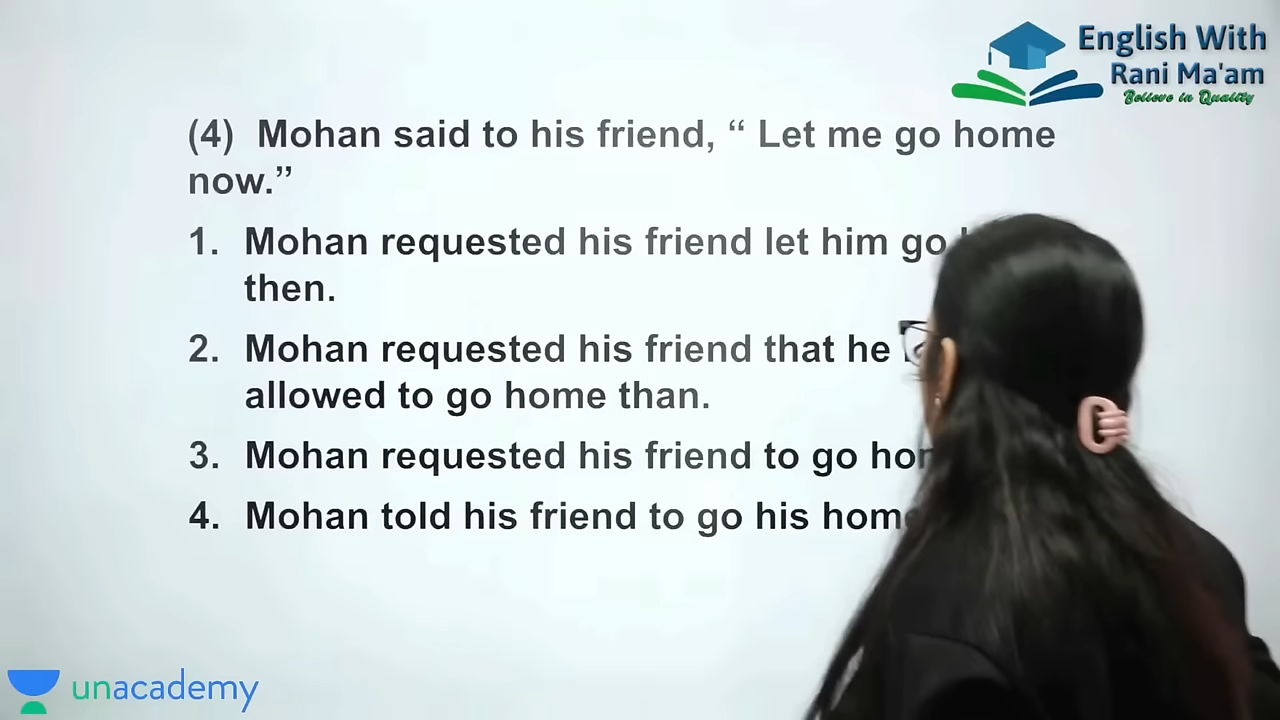 English With
Rani Ma'am
Believe in Quality
(4) Mohan said to his friend, “ Let me go home
now.”
1. Mohan requested his friend let him go
then.
2. Mohan requested his friend that he
allowed to go home than.
3. Mohan requested his friend to go
4. Mohan told his friend to go his
unacademy